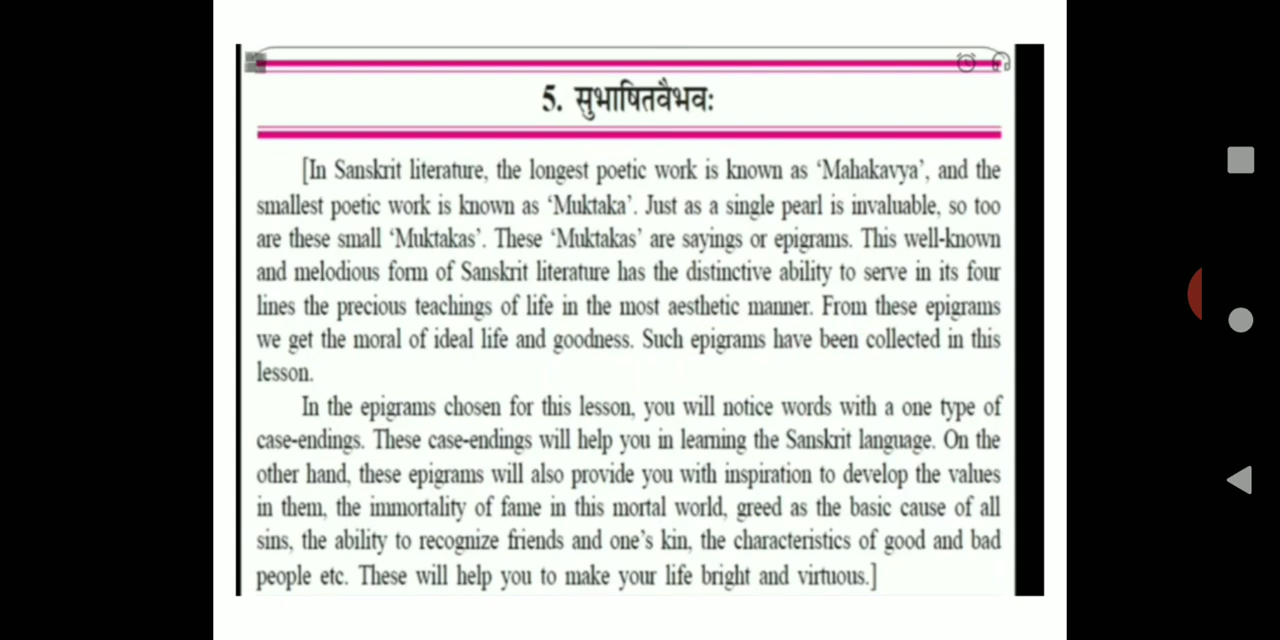 5. सुभाषितवैभवः
[In Sanskrit literature, the longest poetic work is known as ‘Mahakavya’, and the
smallest poetic work is known as ‘Muktaka’. Just as a single pearl is invaluable, so too
are these small ‘Muktakas’. These ‘Muktakas’ are sayings or epigrams. This well-known
and melodious form of Sanskrit literature has the distinctive ability to serve in its four
lines the precious teachings of life in the most aesthetic manner. From these epigrams
we get the moral of ideal life and goodness. Such epigrams have been collected in this
lesson.
In the epigrams chosen for this lesson, you will notice words with a one type of
case-endings. These case-endings will help you in learning the Sanskrit language. On the
other hand, these epigrams will also provide you with inspiration to develop the values
in them, the immortality of fame in this mortal world, greed as the basic cause of all
sins, the ability to recognize friends and one’s kin, the characteristics of good and bad
people etc. These will help you to make your life bright and virtuous.]